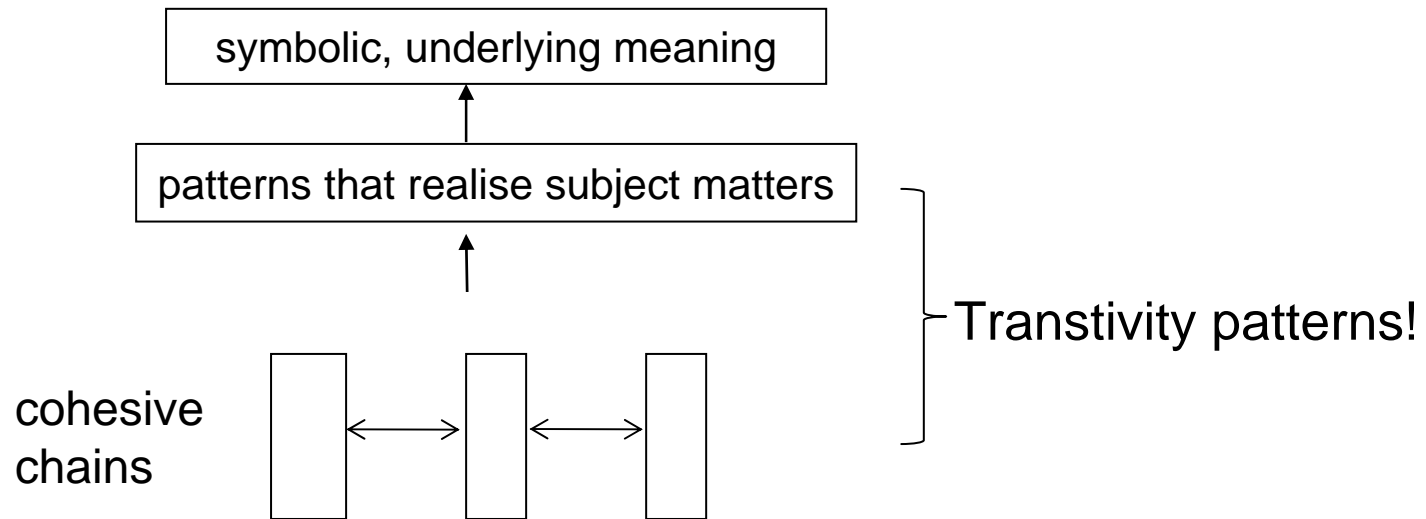 symbolic, underlying meaning
patterns that realise subject matters
Transtivity patterns!
cohesive
chains